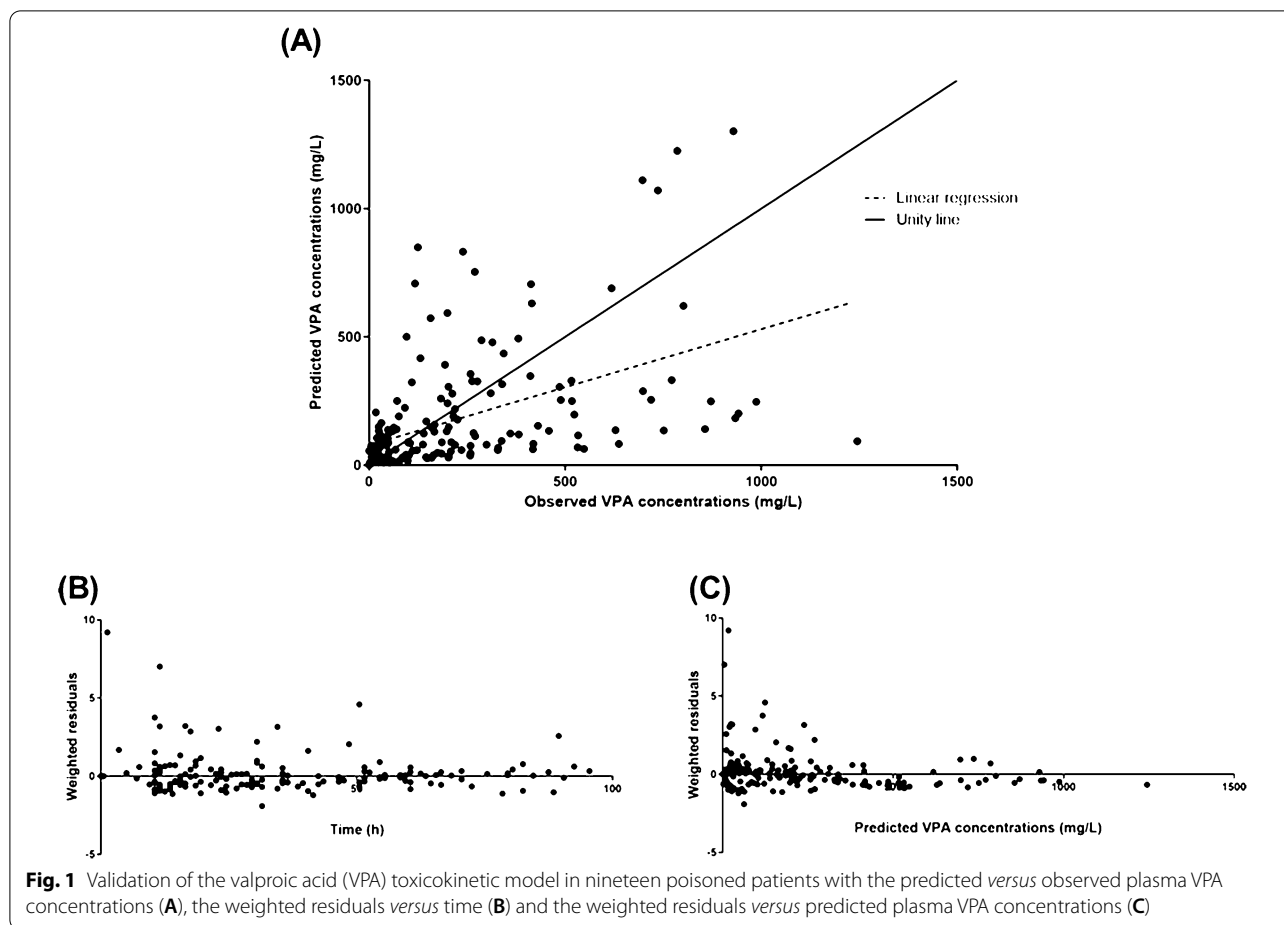 (A)
1500
1000
500
0
Predicted VPA concentrations (mg/L)
0
500
1000
1500
Observed VPA concentrations (mg/L)
Linear regression
Unity line
(B)
10
5
0
-5
Weighted residuals
100
Time (h)
(C)
10
5
0
-5
Weighted residuals
1000
1500
Predicted VPA concentrations (mg/L)
Fig. 1 Validation of the valproic acid (VPA) toxicokinetic model in nineteen poisoned patients with the predicted versus observed plasma VPA
concentrations (A), the weighted residuals versus time (B) and the weighted residuals versus predicted plasma VPA concentrations (C)